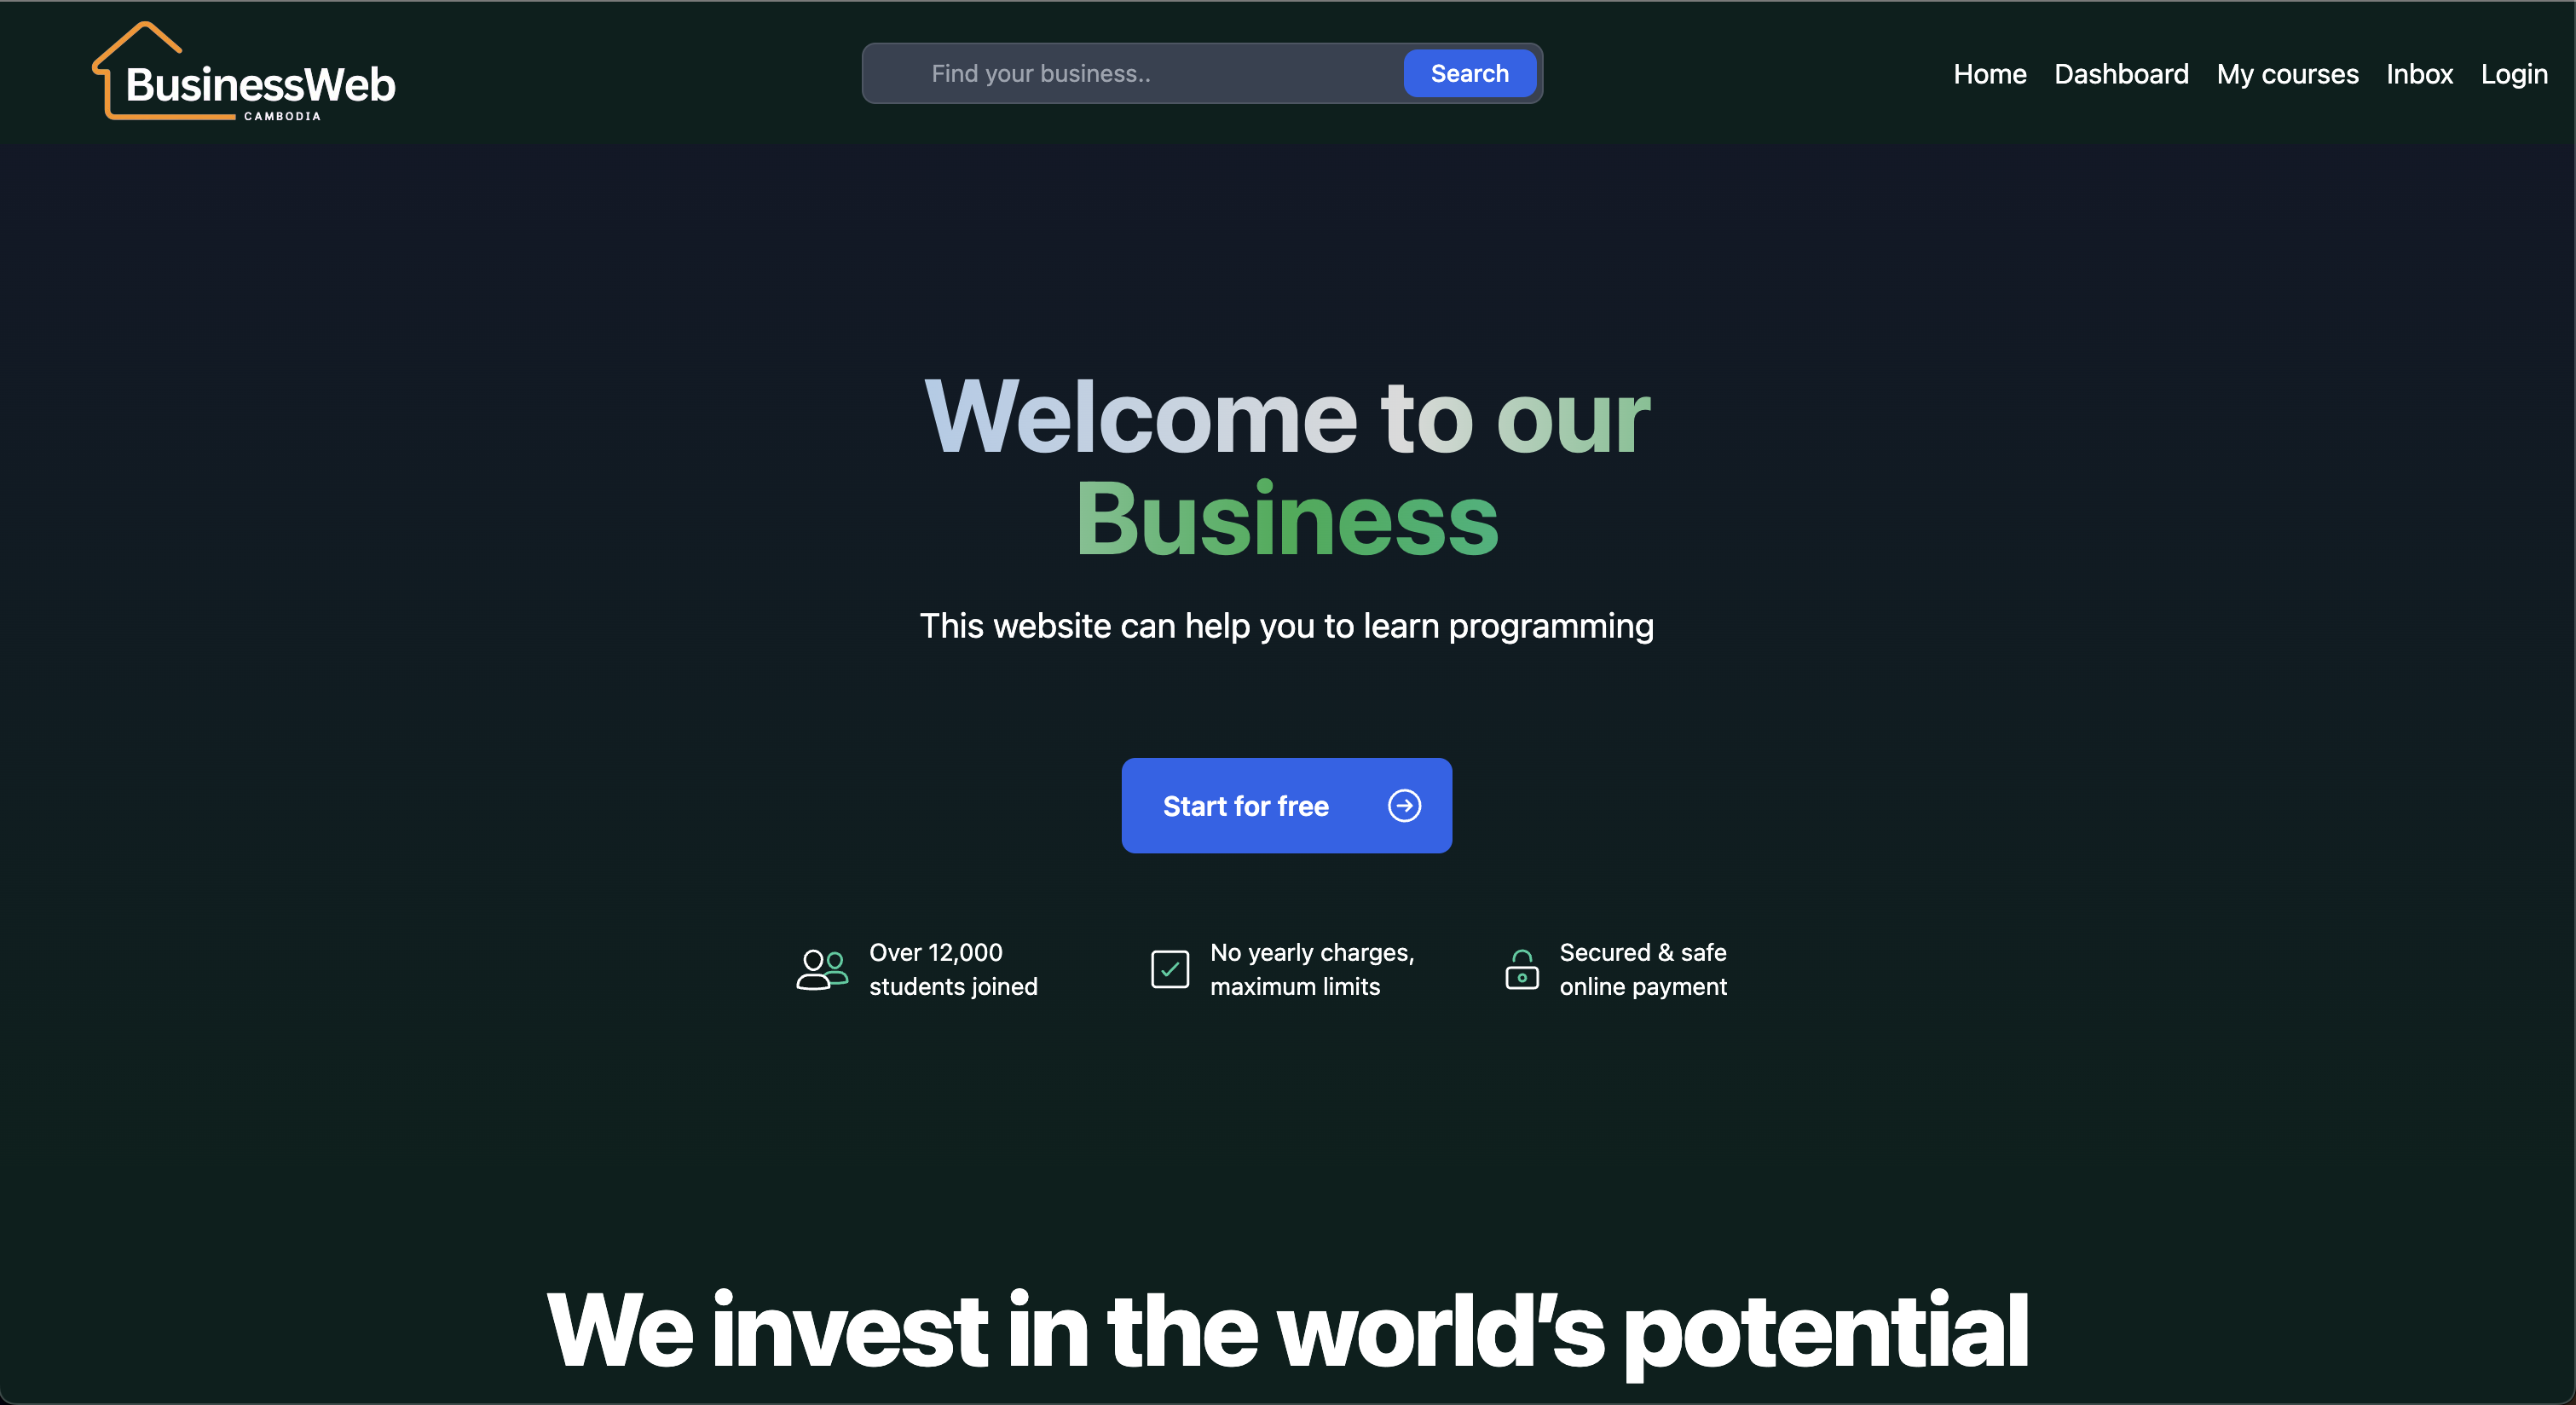 BusinessWeb
CAMBODIA
Find your business..
Search
Home
Dashboard
My courses
Inbox
Login
Welcome to our
Business
This website can help you to learn programming
Start for free
Over 12,000
students joined
No yearly charges,
maximum limits
Secured & safe
online payment
We invest in the world’s potential